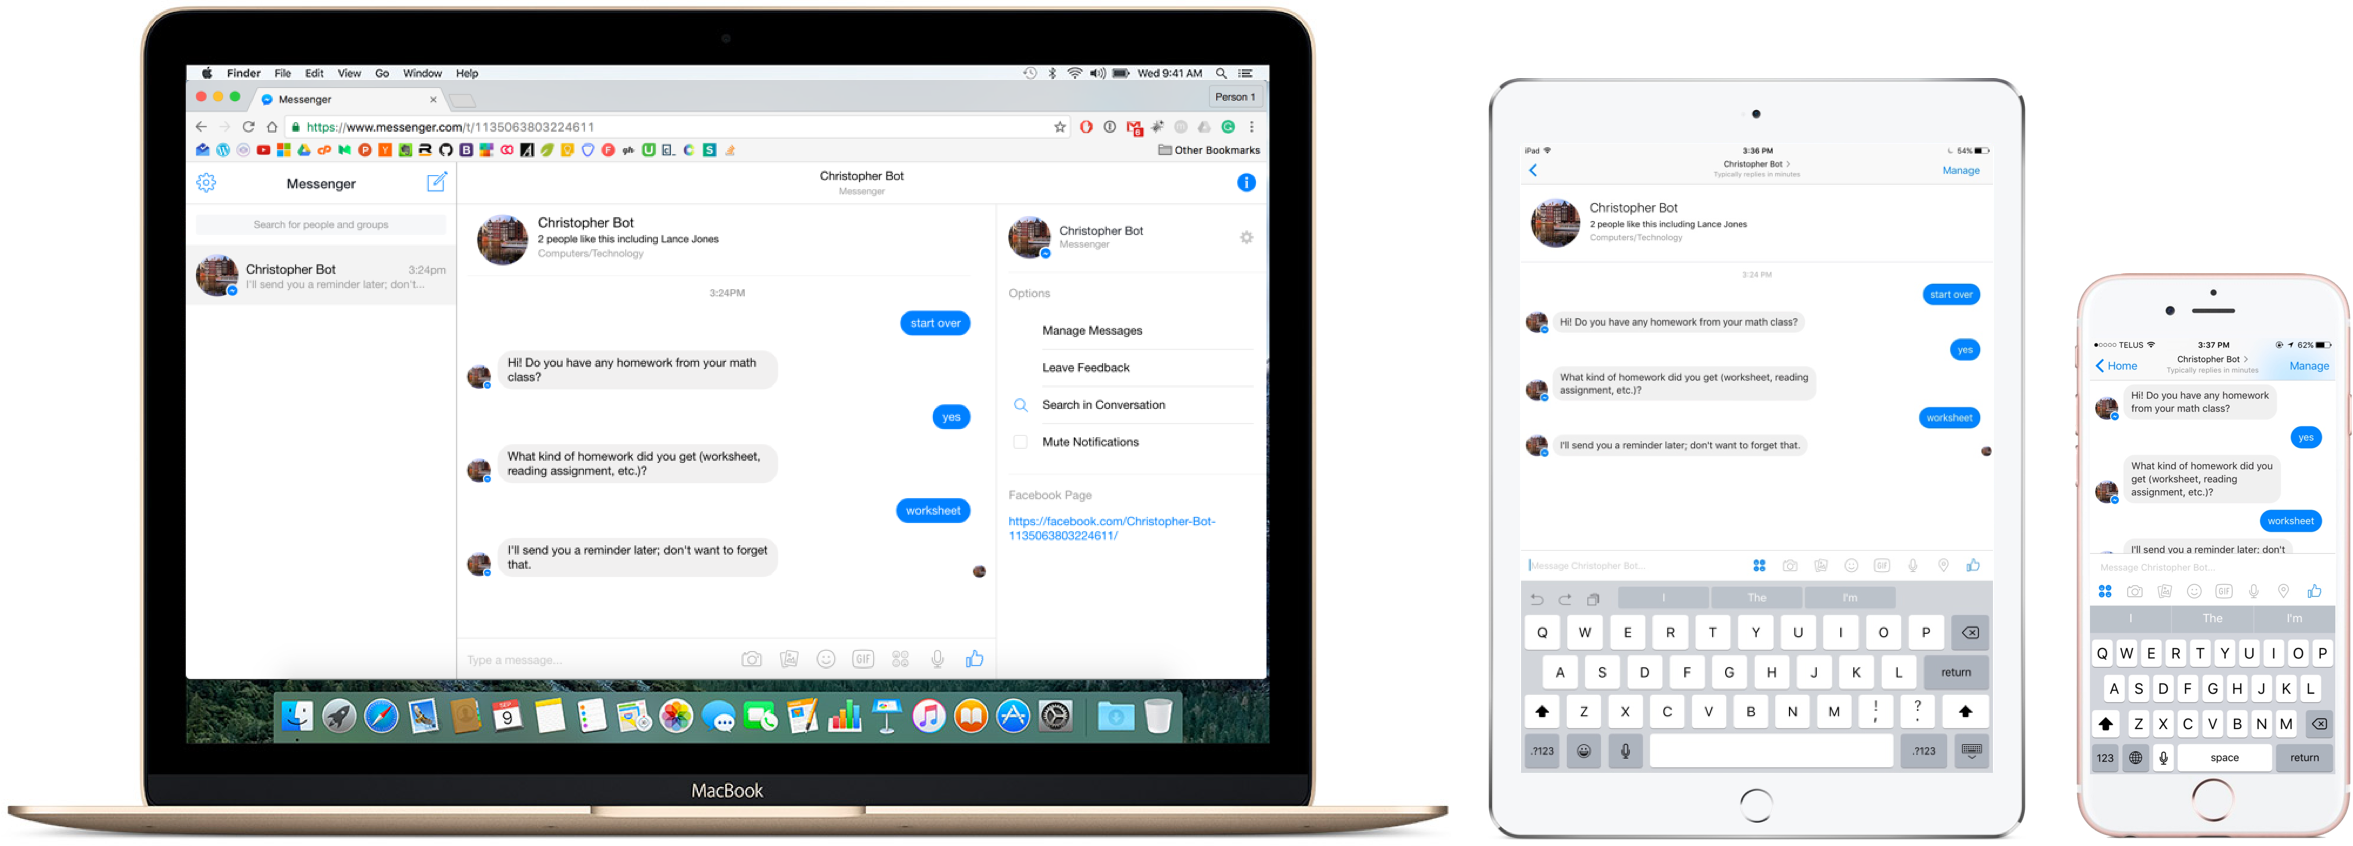 Finder File Edit View Go Window Help Wed 9:41 AM
Messenger Person 1
https://www.messenger.com/t/1135063803224611
Other Bookmarks
Messenger
Search for people and groups
Christopher Bot 3:24pm
I'll send you a reminder later; don't...
Christopher Bot
Messenger
Christopher Bot
2 people like this including Lance Jones
Computers/Technology
3:24PM
start over
Hi! Do you have any homework from your math
class?
yes
What kind of homework did you get (worksheet,
reading assignment, etc.)?
worksheet
I'll send you a reminder later; don't want to forget
that.
Type a message...
GIF
Christopher Bot
Messenger
Options
Manage Messages
Leave Feedback
Search in Conversation
Mute Notifications
Facebook Page
https://facebook.com/Christopher-Bot-
1135063803224611/
SEP
9
MacBook
iPad 3:36 PM 54%
Christopher Bot >
Typically replies in minutes
Manage
Christopher Bot
2 people like this including Lance Jones
Computers/Technology
3:24 PM
start over
Hi! Do you have any homework from your math class?
yes
What kind of homework did you get (worksheet, reading
assignment, etc.)?
worksheet
I'll send you a reminder later; don't want to forget that.
Message Christopher Bot...
GIF
I The I'm
Q W E R T Y U I O P
A S D F G H J K L return
Z X C V B N M ! , ? .
.?123 .?123
TELUS 3:37 PM 62%
Home Christopher Bot > Manage
Typically replies in minutes
Hi! Do you have any homework
from your math class?
yes
What kind of homework did you
get (worksheet, reading
assignment, etc.)?
worksheet
I'll send you a reminder later; don't
Message Christopher Bot...
GIF
I The I'm
Q W E R T Y U I O P
A S D F G H J K L
Z X C V B N M
123 space return